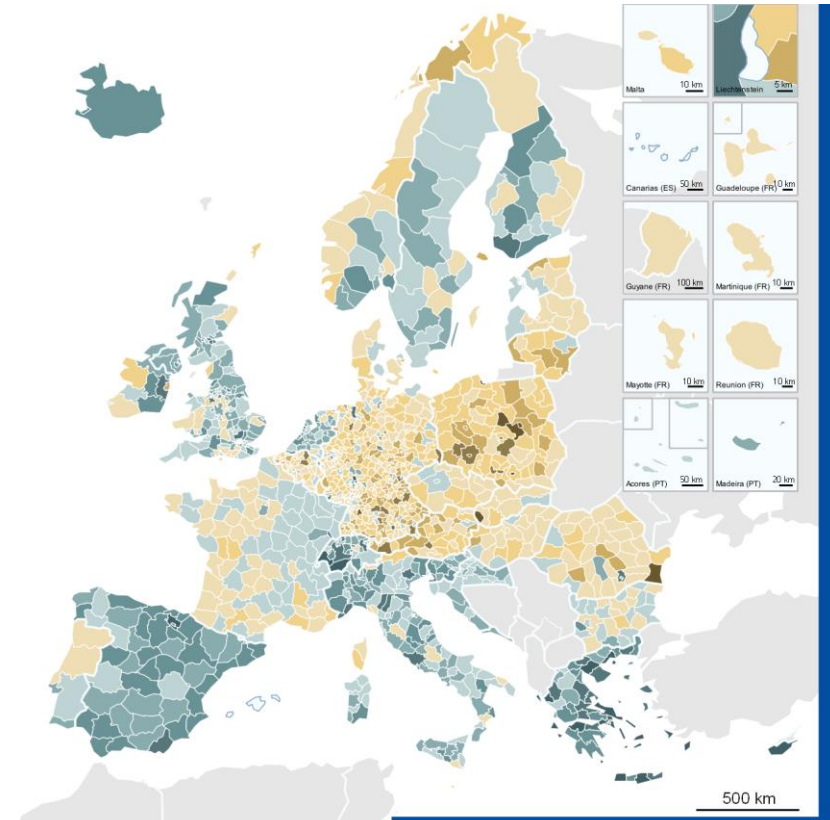 Malta
10 km
Liechtenstein
5 km
Canarias (ES)
50 km
Guadeloupe (FR)
10 km
Guyane (FR)
100 km
Martinique (FR)
10 km
Mayotte (FR)
10 km
Reunion (FR)
10 km
Acores (PT)
50 km
Madeira (PT)
20 km
500 km